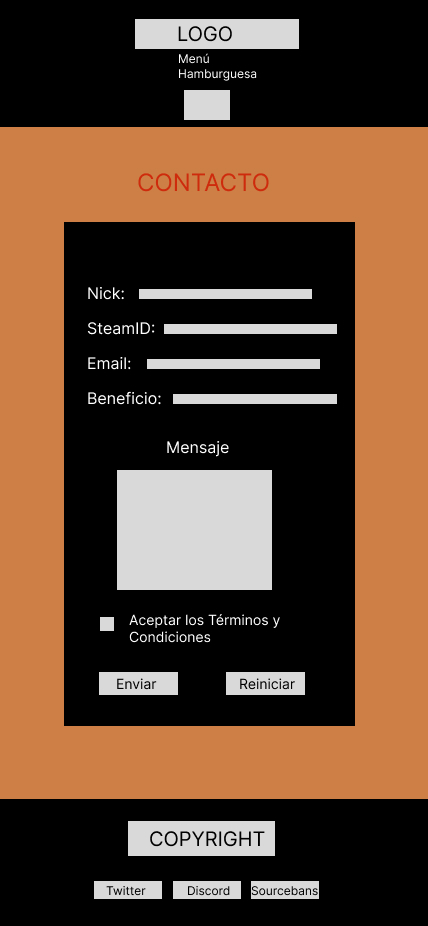 LOGO
Menú
Hamburguesa
CONTACTO
Nick:
SteamID:
Email:
Beneficio:
Mensaje
Aceptar los Términos y
Condiciones
Enviar
Reiniciar
COPYRIGHT
Twitter
Discord
Sourcebans